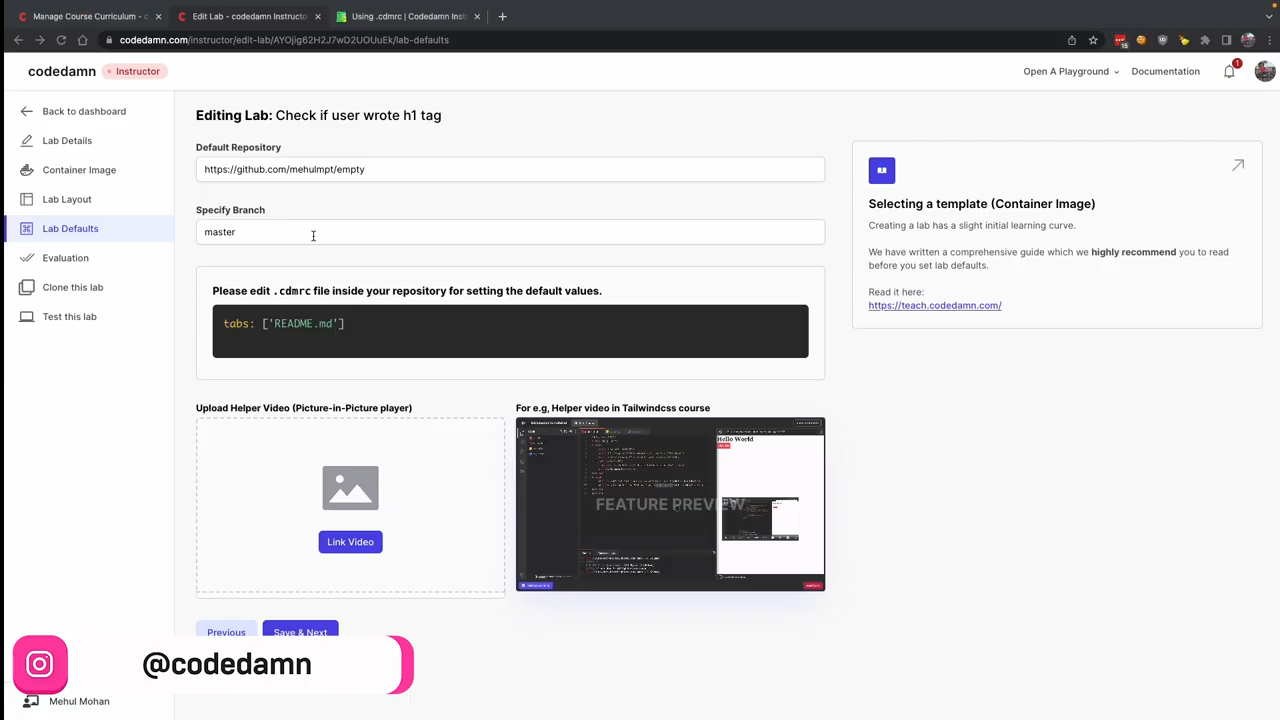 Manage Course Curriculum - c
Edit Lab - codedamn Instructo
Using .cdmrc | Codedamn Inst
codedamn.com/instructor/edit-lab/AYOjig62H2J7wD2UOUuEk/lab-defaults
15
codedamn
Instructor
Open A Playground
Documentation
1
Back to dashboard
Lab Details
Container Image
Lab Layout
Lab Defaults
Evaluation
Clone this lab
Test this lab
Editing Lab: Check if user wrote h1 tag
Default Repository
https://github.com/mehulmpt/empty
Specify Branch
master
Please edit .cdmrc file inside your repository for setting the default values.
tabs: ['README.md']
Upload Helper Video (Picture-in-Picture player)
Link Video
For e.g, Helper video in Tailwindcss course
Hello World
FEATURE PREVIEW
Previous
Save & Next
Selecting a template (Container Image)
Creating a lab has a slight initial learning curve.
We have written a comprehensive guide which we highly recommend you to read
before you set lab defaults.
Read it here:
https://teach.codedamn.com/
@codedamn
Mehul Mohan